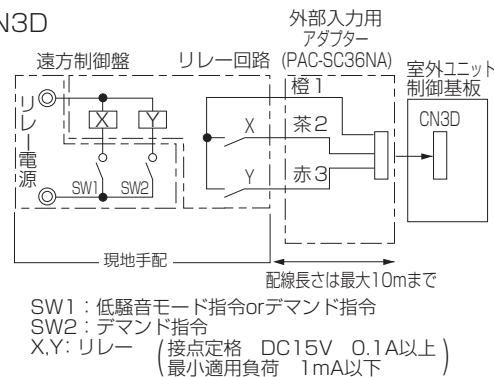 CN3D
外部入力用
アダプター
(PAC-SC36NA)
遠方制御盤
リレー回路
室外ユニット
制御基板
リレー電源
X
Y
SW1
SW2
X
Y
橙1
茶2
赤3
CN3D
現地手配
配線長さは最大10mまで
SW1：低騒音モード指令orデマンド指令
SW2：デマンド指令
X,Y：リレー（接点定格　DC15V　0.1A以上
最小適用負荷　1mA以下）